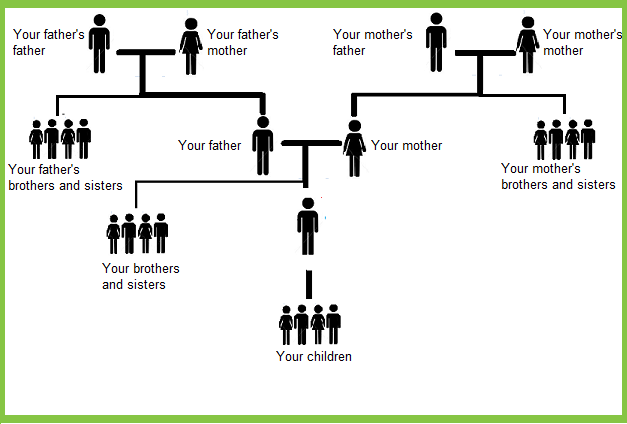 Your father's
father
Your father's
mother
Your mother's
father
Your mother's
mother
Your father's
brothers and sisters
Your father
Your mother
Your mother's
brothers and sisters
Your brothers
and sisters
Your children